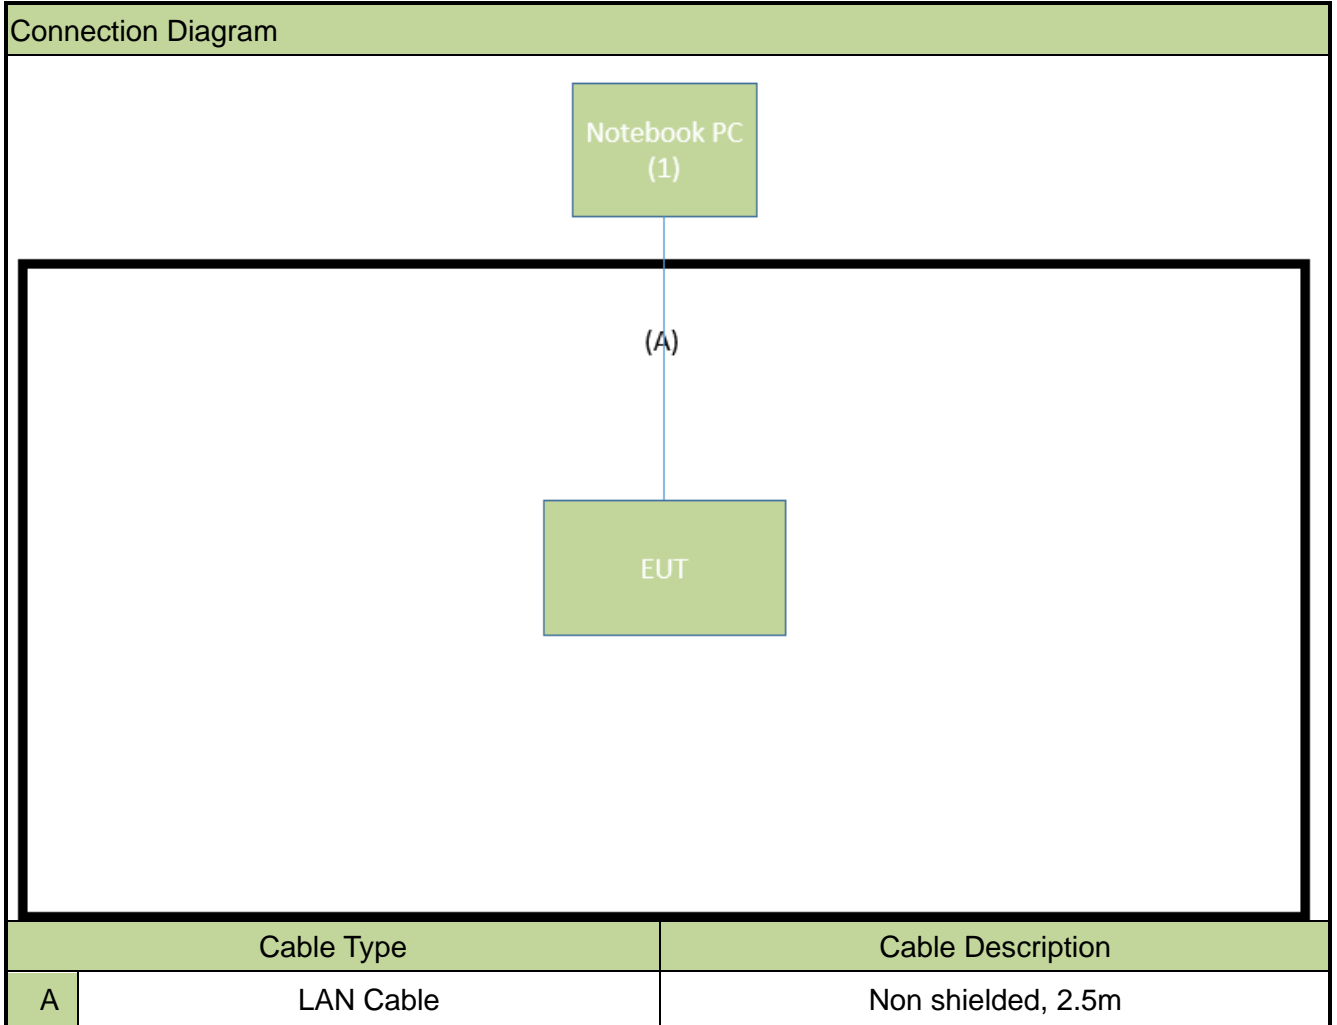 Connection Diagram
Notebook PC
(1)
(A)
EUT
Cable Type Cable Description
A LAN Cable Non shielded, 2.5m